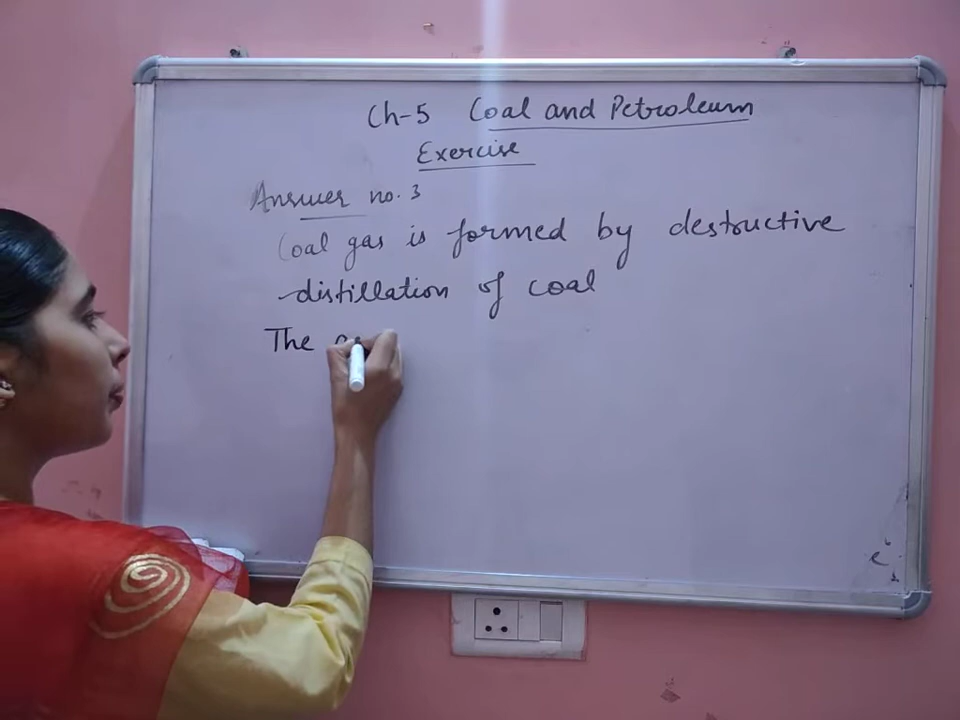 Ch-5 Coal and Petroleum
Exercise
Answer no. 3
Coal gas is formed by destructive
distillation of coal
The